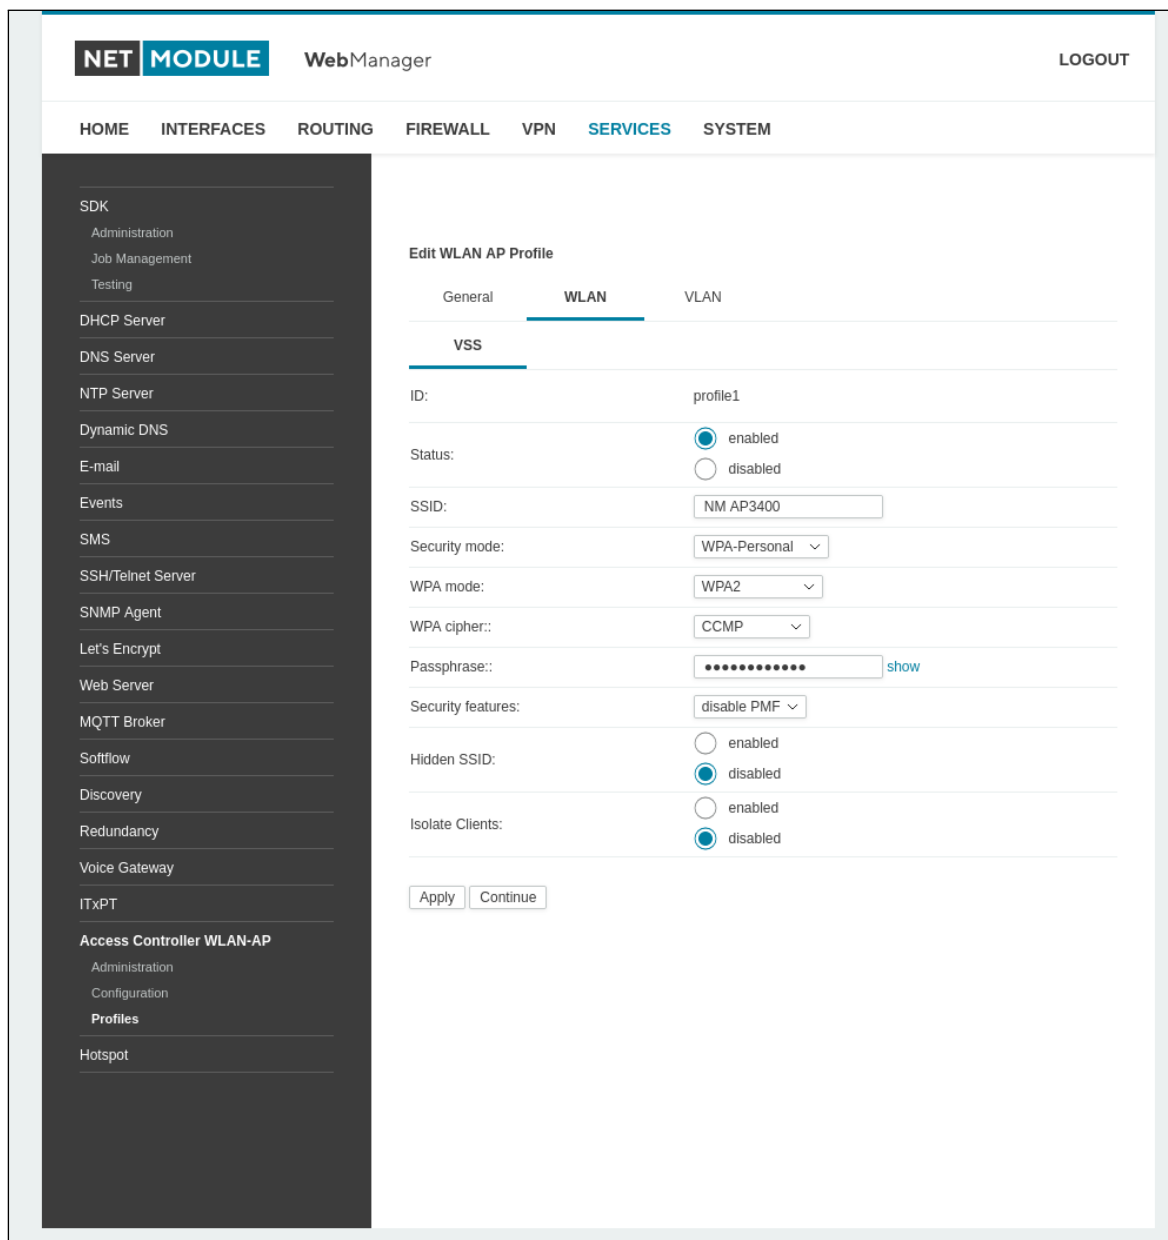 NET MODULE WebManager LOGOUT
HOME INTERFACES ROUTING FIREWALL VPN SERVICES SYSTEM
SDK
Administration
Job Management
Testing
DHCP Server
DNS Server
NTP Server
Dynamic DNS
E-mail
Events
SMS
SSH/Telnet Server
SNMP Agent
Let's Encrypt
Web Server
MQTT Broker
Softflow
Discovery
Redundancy
Voice Gateway
ITxPT
Access Controller WLAN-AP
Administration
Configuration
Profiles
Hotspot
Edit WLAN AP Profile
General WLAN VLAN
VSS
ID: profile1
Status: enabled
disabled
SSID: NM AP3400
Security mode: WPA-Personal
WPA mode: WPA2
WPA cipher:: CCMP
Passphrase:: •••••••••••• show
Security features: disable PMF
Hidden SSID: enabled
disabled
Isolate Clients: enabled
disabled
Apply Continue